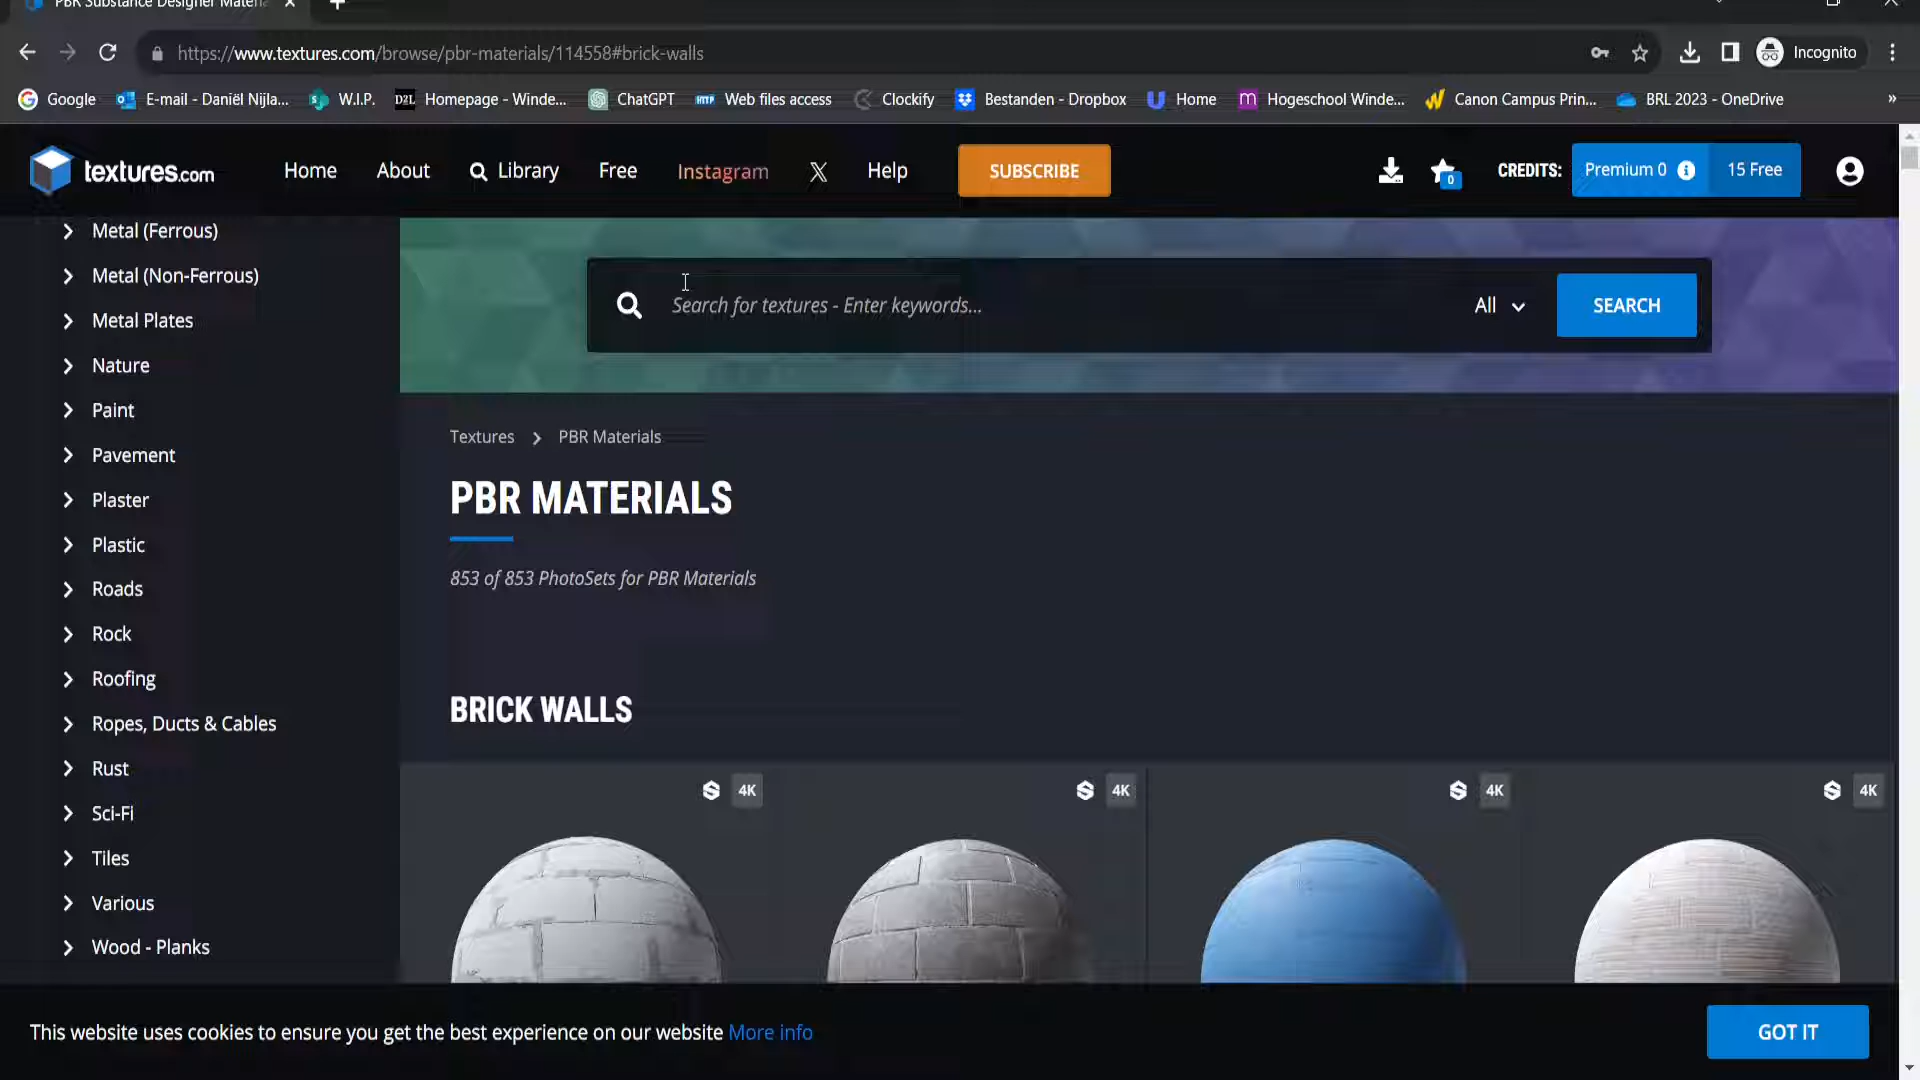 PBR Substance Designer Materia
https://www.textures.com/browse/pbr-materials/114558#brick-walls
Incognito
Google
E-mail - Daniël Nijla...
W.I.P.
D2L
Homepage - Winde...
ChatGPT
HTTP
Web files access
Clockify
Bestanden - Dropbox
Home
Hogeschool Winde...
Canon Campus Prin...
BRL 2023 - OneDrive
»
textures.com
Home
About
Library
Free
Instagram
X
Help
SUBSCRIBE
0
CREDITS:
Premium 0
15 Free
Metal (Ferrous)
Metal (Non-Ferrous)
Metal Plates
Nature
Paint
Pavement
Plaster
Plastic
Roads
Rock
Roofing
Ropes, Ducts & Cables
Rust
Sci-Fi
Tiles
Various
Wood - Planks
Search for textures - Enter keywords...
All
SEARCH
Textures > PBR Materials
PBR MATERIALS
853 of 853 PhotoSets for PBR Materials
BRICK WALLS
4K
4K
4K
4K
This website uses cookies to ensure you get the best experience on our website More info
GOT IT